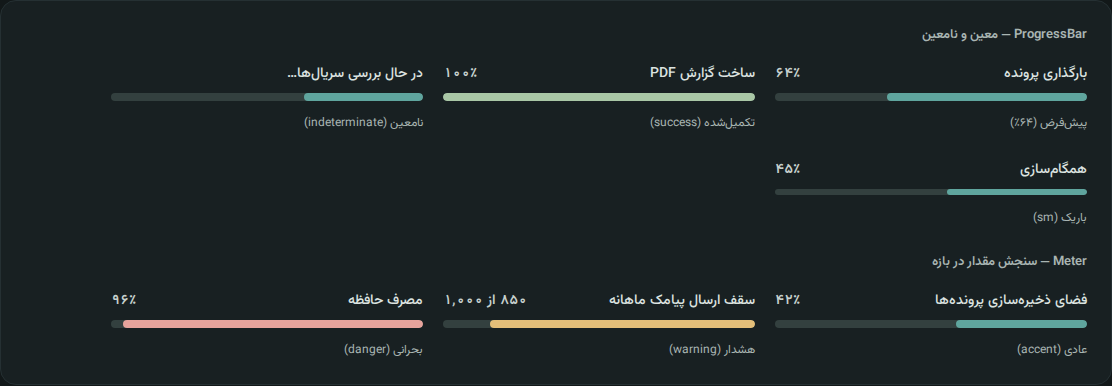 ProgressBar — معین و نامعین
بارگذاری پرونده ۶۴٪
پیش‌فرض (۶۴٪)
ساخت گزارش PDF ۱۰۰٪
تکمیل‌شده (success)
در حال بررسی سریال‌ها...
نامعین (indeterminate)
همگام‌سازی ۴۵٪
باریک (sm)
Meter — سنجش مقدار در بازه
فضای ذخیره‌سازی پرونده‌ها ۴۲٪
عادی (accent)
سقف ارسال پیامک ماهانه ۸۵۰ از ۱,۰۰۰
هشدار (warning)
مصرف حافظه ۹۶٪
بحرانی (danger)